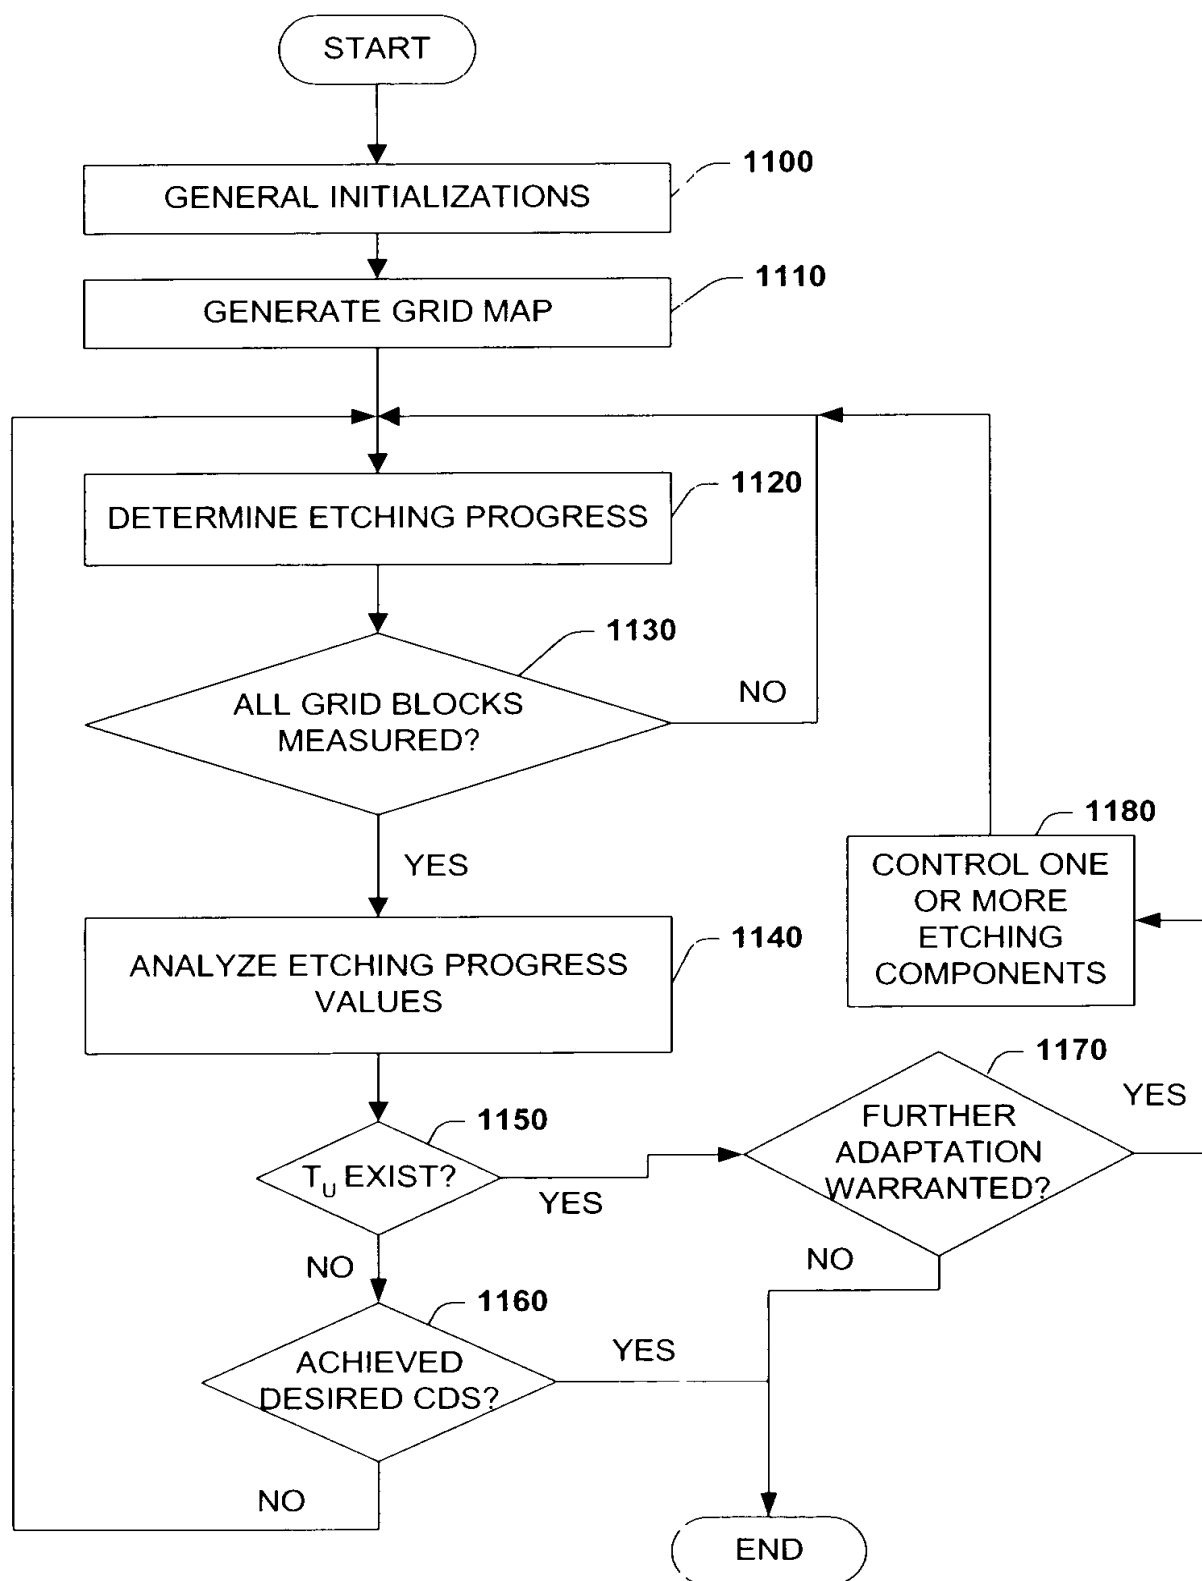 START
1100
GENERAL INITIALIZATIONS
1110
GENERATE GRID MAP
1120
DETERMINE ETCHING PROGRESS
1130
ALL GRID BLOCKS
MEASURED?
NO
YES
1180
CONTROL ONE
OR MORE
ETCHING
COMPONENTS
1140
ANALYZE ETCHING PROGRESS
VALUES
1170
YES
FURTHER
ADAPTATION
WARRANTED?
1150
TU EXIST?
YES
NO
NO
1160
ACHIEVED
DESIRED CDS?
YES
NO
END